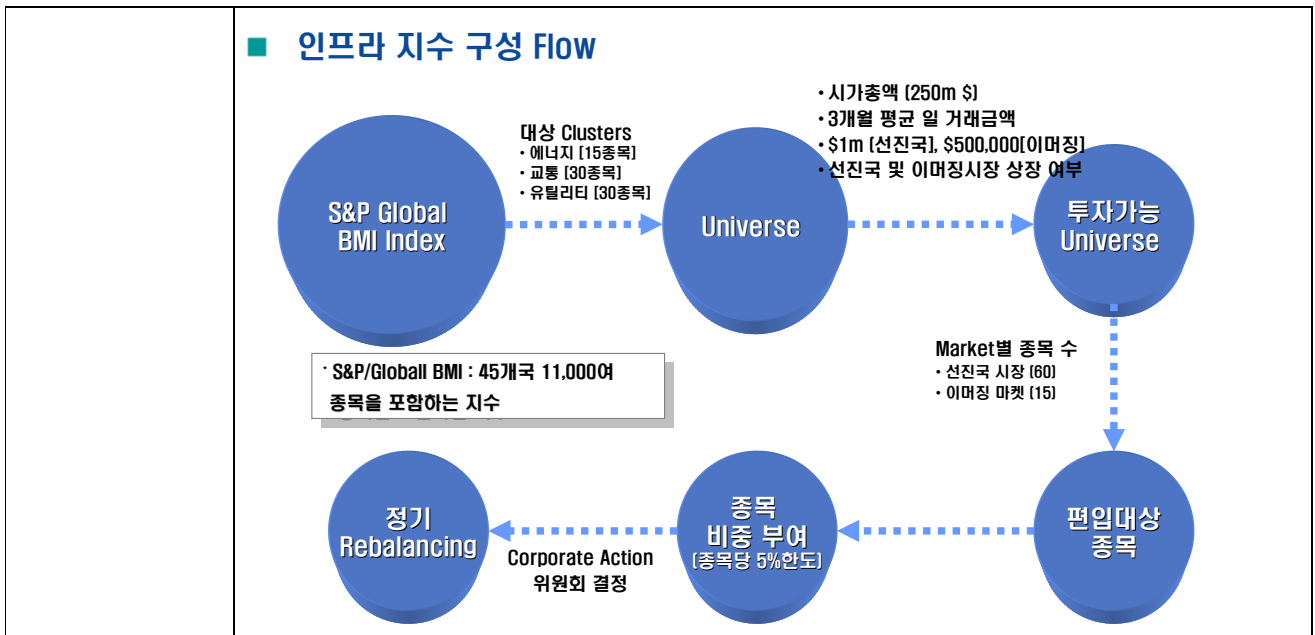 ■ 인프라 지수 구성 Flow
• 시가총액 (250m $)
• 3개월 평균 일 거래금액
• $1m (선진국), $500,000(이머징)
• 선진국 및 이머징시장 상장 여부
대상 Clusters
• 에너지 (15종목)
• 교통 (30종목)
• 유틸리티 (30종목)
S&P Global
BMI Index
Universe
투자가능
Universe
Market별 종목 수
• 선진국 시장 (60)
• 이머징 마켓 (15)
· S&P/Globall BMI : 45개국 11,000여
종목을 포함하는 지수
정기
Rebalancing
Corporate Action
위원회 결정
종목
비중 부여
(종목당 5%한도)
편입대상
종목